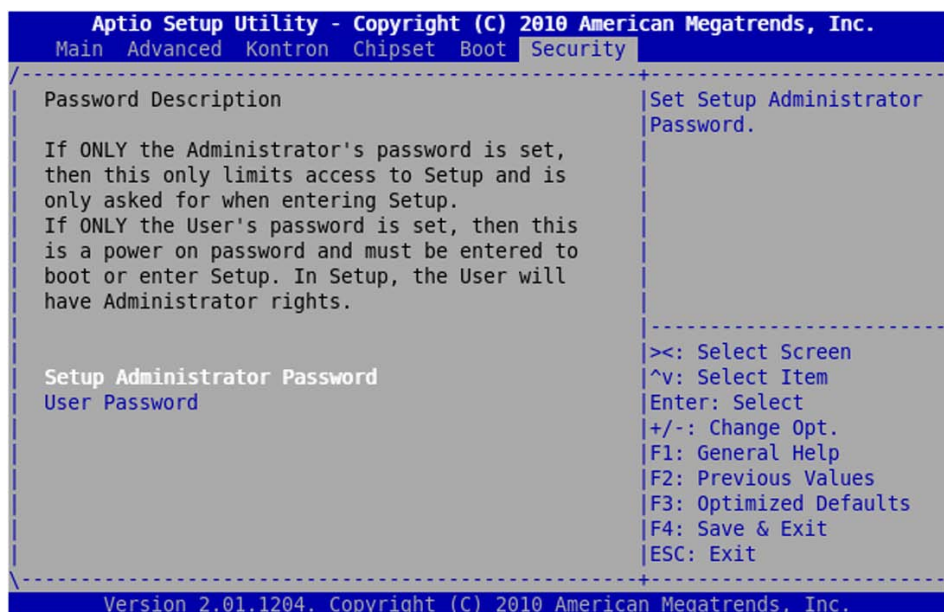 Aptio Setup Utility - Copyright (C) 2010 American Megatrends, Inc.
Main Advanced Kontron Chipset Boot Security
Password Description
If ONLY the Administrator's password is set,
then this only limits access to Setup and is
only asked for when entering Setup.
If ONLY the User's password is set, then this
is a power on password and must be entered to
boot or enter Setup. In Setup, the User will
have Administrator rights.
Setup Administrator Password
User Password
Set Setup Administrator
Password.
><: Select Screen
^v: Select Item
Enter: Select
+/-: Change Opt.
F1: General Help
F2: Previous Values
F3: Optimized Defaults
F4: Save & Exit
ESC: Exit
Version 2.01.1204. Copyright (C) 2010 American Megatrends, Inc.